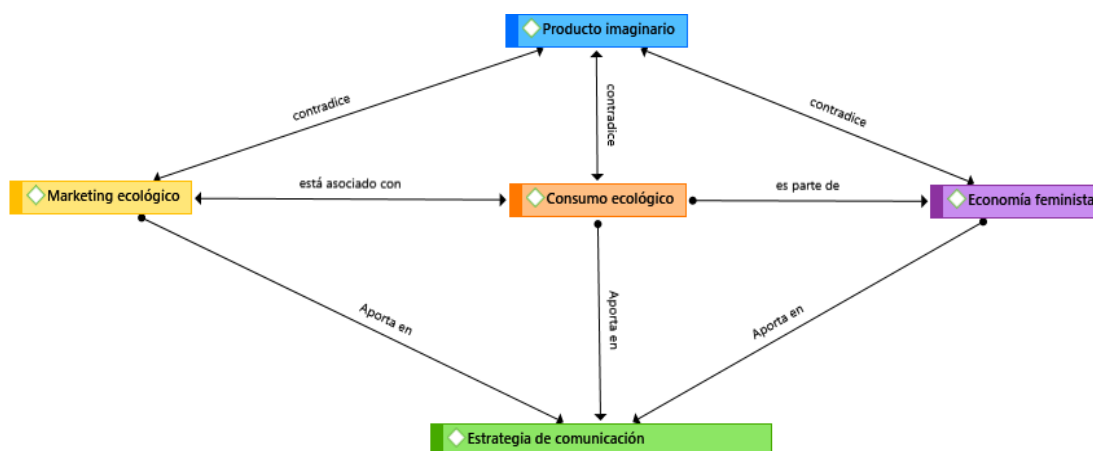 Producto imaginario
contradice
contradice
contradice
Marketing ecológico
está asociado con
Consumo ecológico
es parte de
Economía feminista
Aporta en
Aporta en
Aporta en
Estrategia de comunicación